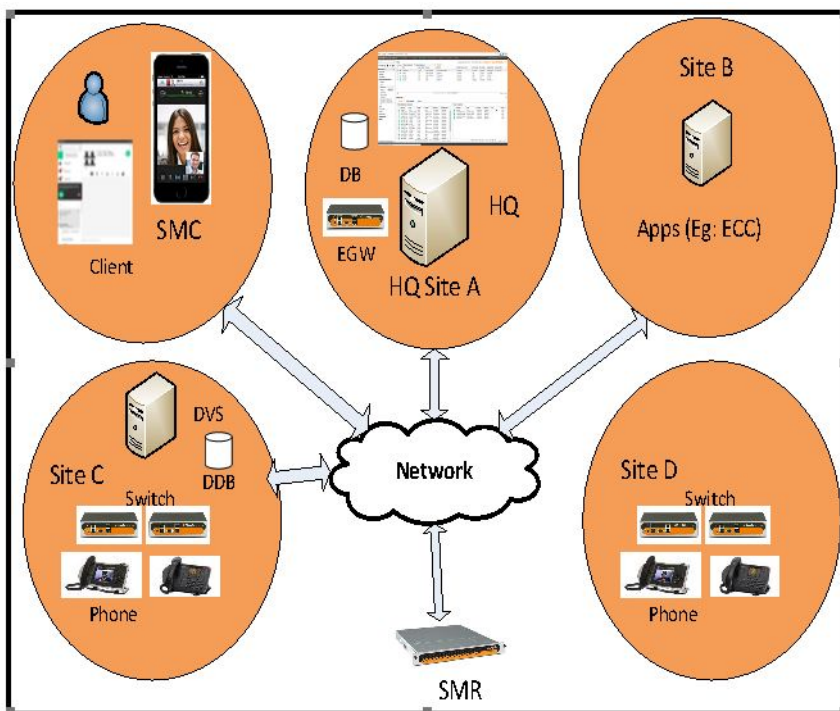 SMC
Client
DB
HQ
EGW
HQ Site A
Site B
Apps (Eg: ECC)
DVS
Site C
DDB
Switch
Phone
Network
Site D
Switch
Phone
SMR